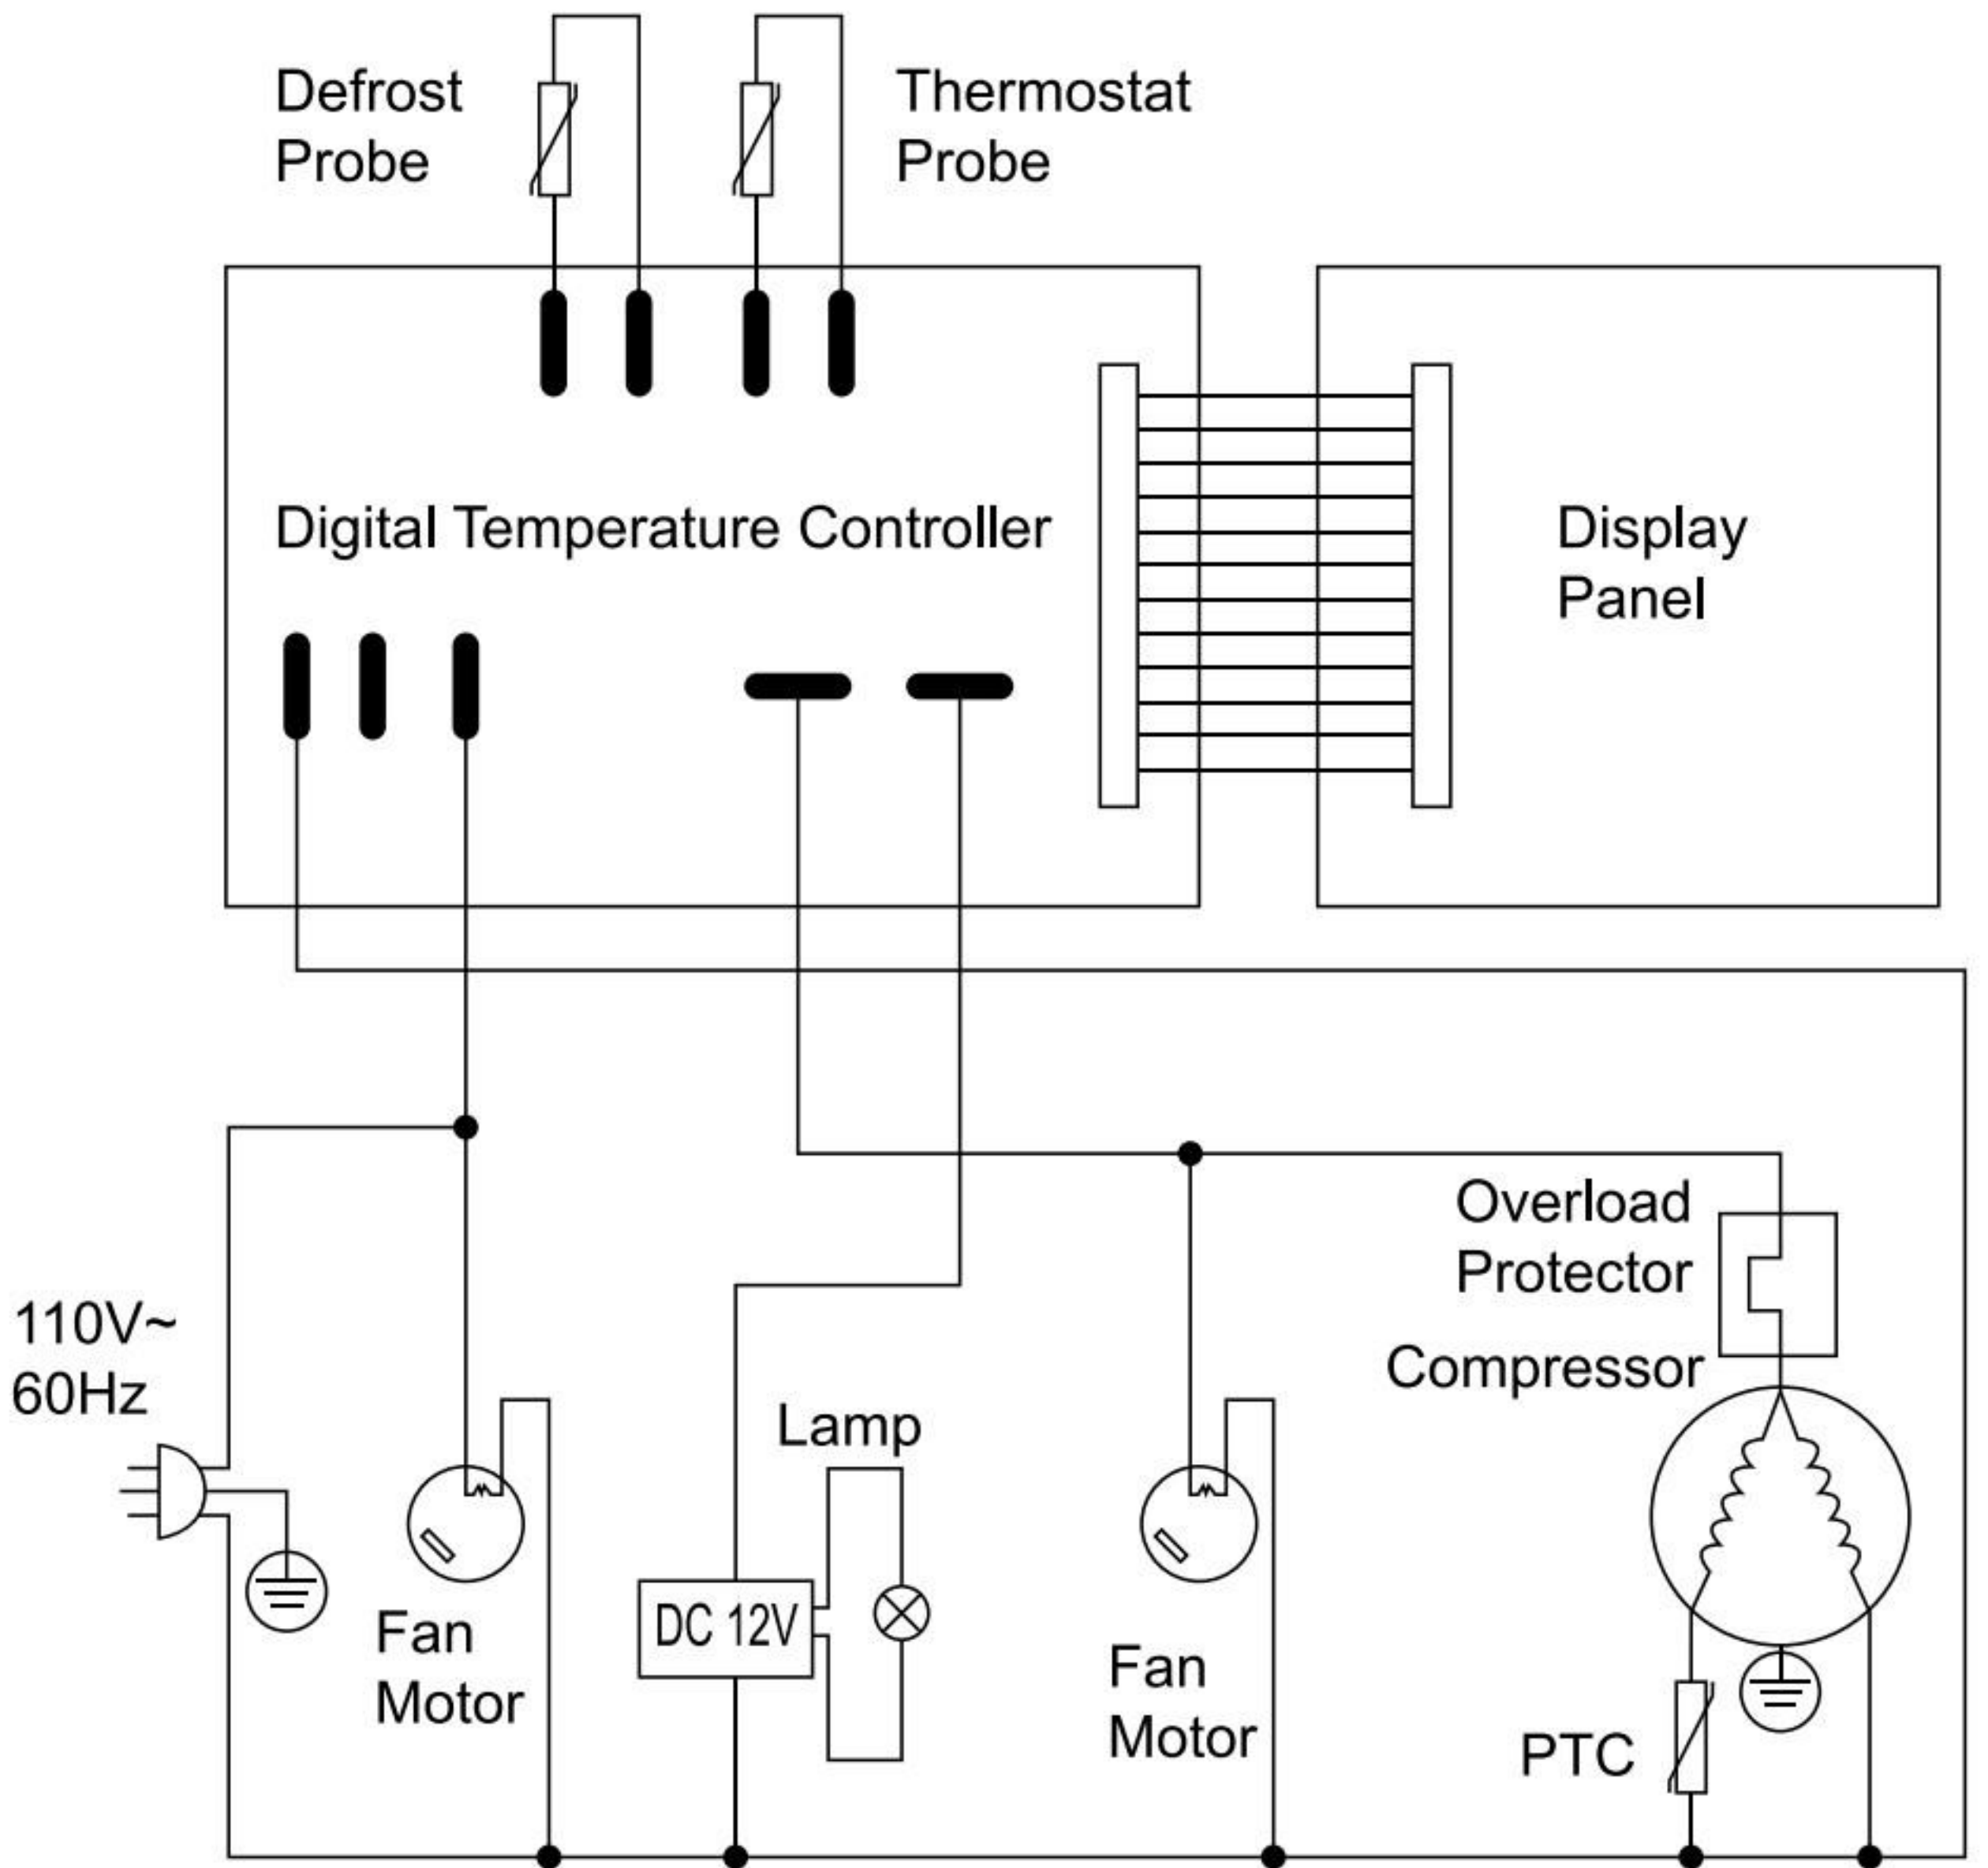 Defrost
Probe
Thermostat
Probe
Digital Temperature Controller
Display
Panel
Overload
Protector
110V~
60Hz
Compressor
Lamp
DC 12V
Fan
Motor
Fan
Motor
PTC